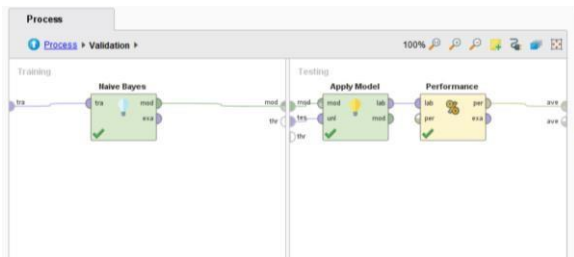 Process
Process ▸ Validation ▸
100%
Training
Testing
Naive Bayes
Apply Model
Performance
tra
tra
mod
exa
mod
thr
mod
tes
thr
mod
unl
lab
mod
lab
per
per
exa
ave
ave